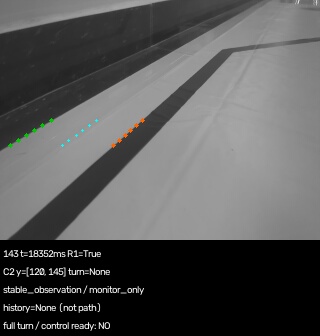 143 t=18352ms R1=True
C2 y=[120, 145] turn=None
stable_observation / monitor_only
history=None (not path)
full turn / control ready: NO